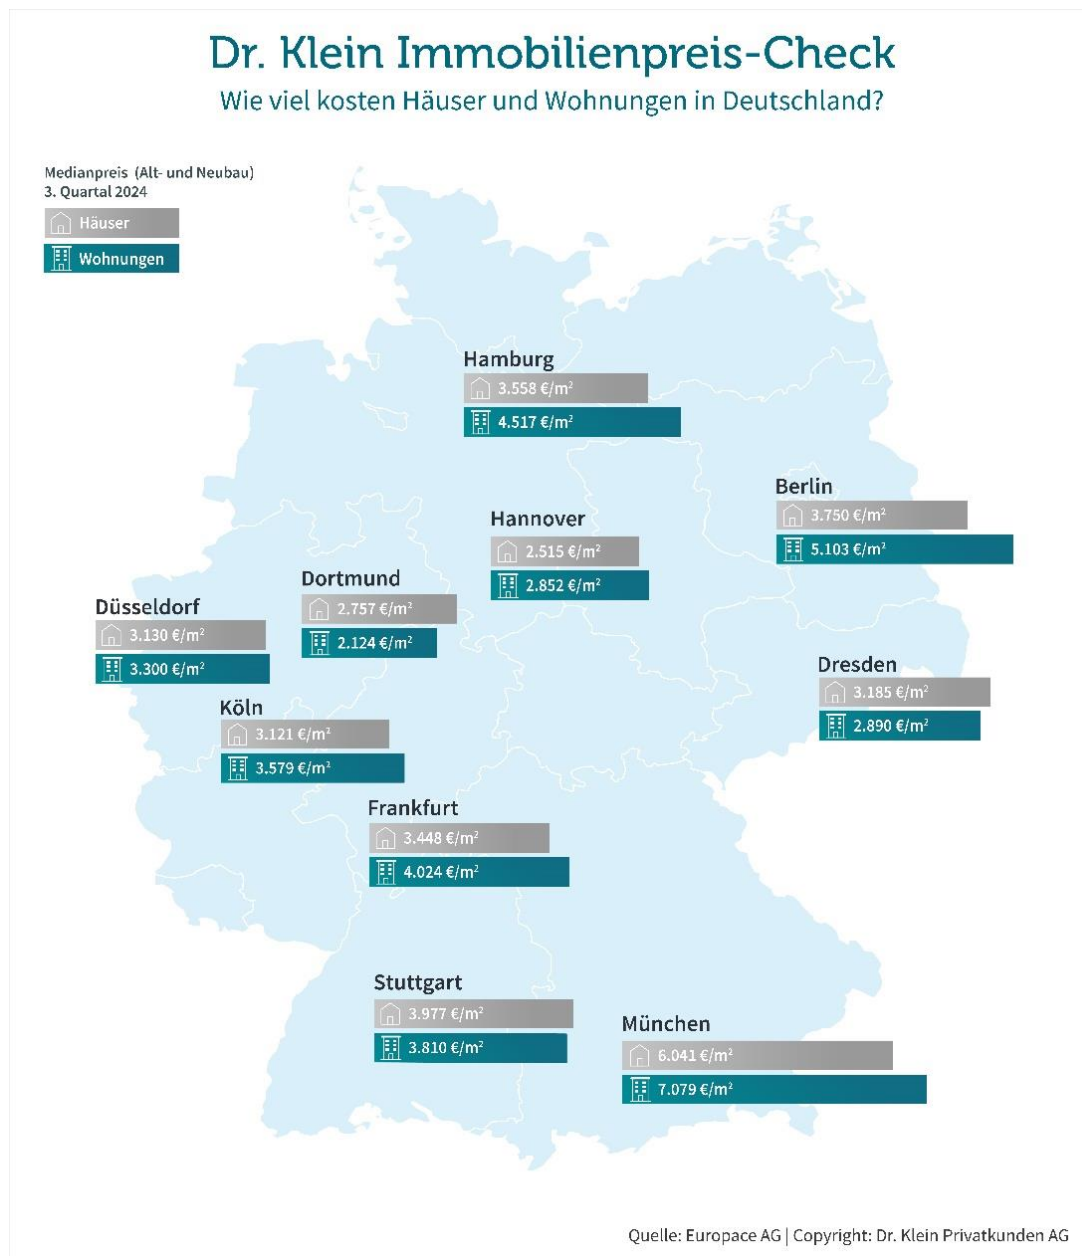 Dr. Klein Immobilienpreis-Check
Wie viel kosten Häuser und Wohnungen in Deutschland?
Medianpreis (Alt- und Neubau)
3. Quartal 2024
Häuser
Wohnungen
Hamburg
3.558 €/m²
4.517 €/m²
Berlin
3.750 €/m²
5.103 €/m²
Hannover
2.515 €/m²
2.852 €/m²
Dortmund
2.757 €/m²
2.124 €/m²
Düsseldorf
3.130 €/m²
3.300 €/m²
Dresden
3.185 €/m²
2.890 €/m²
Köln
3.121 €/m²
3.579 €/m²
Frankfurt
3.448 €/m²
4.024 €/m²
Stuttgart
3.977 €/m²
3.810 €/m²
München
6.041 €/m²
7.079 €/m²
Quelle: Europace AG | Copyright: Dr. Klein Privatkunden AG